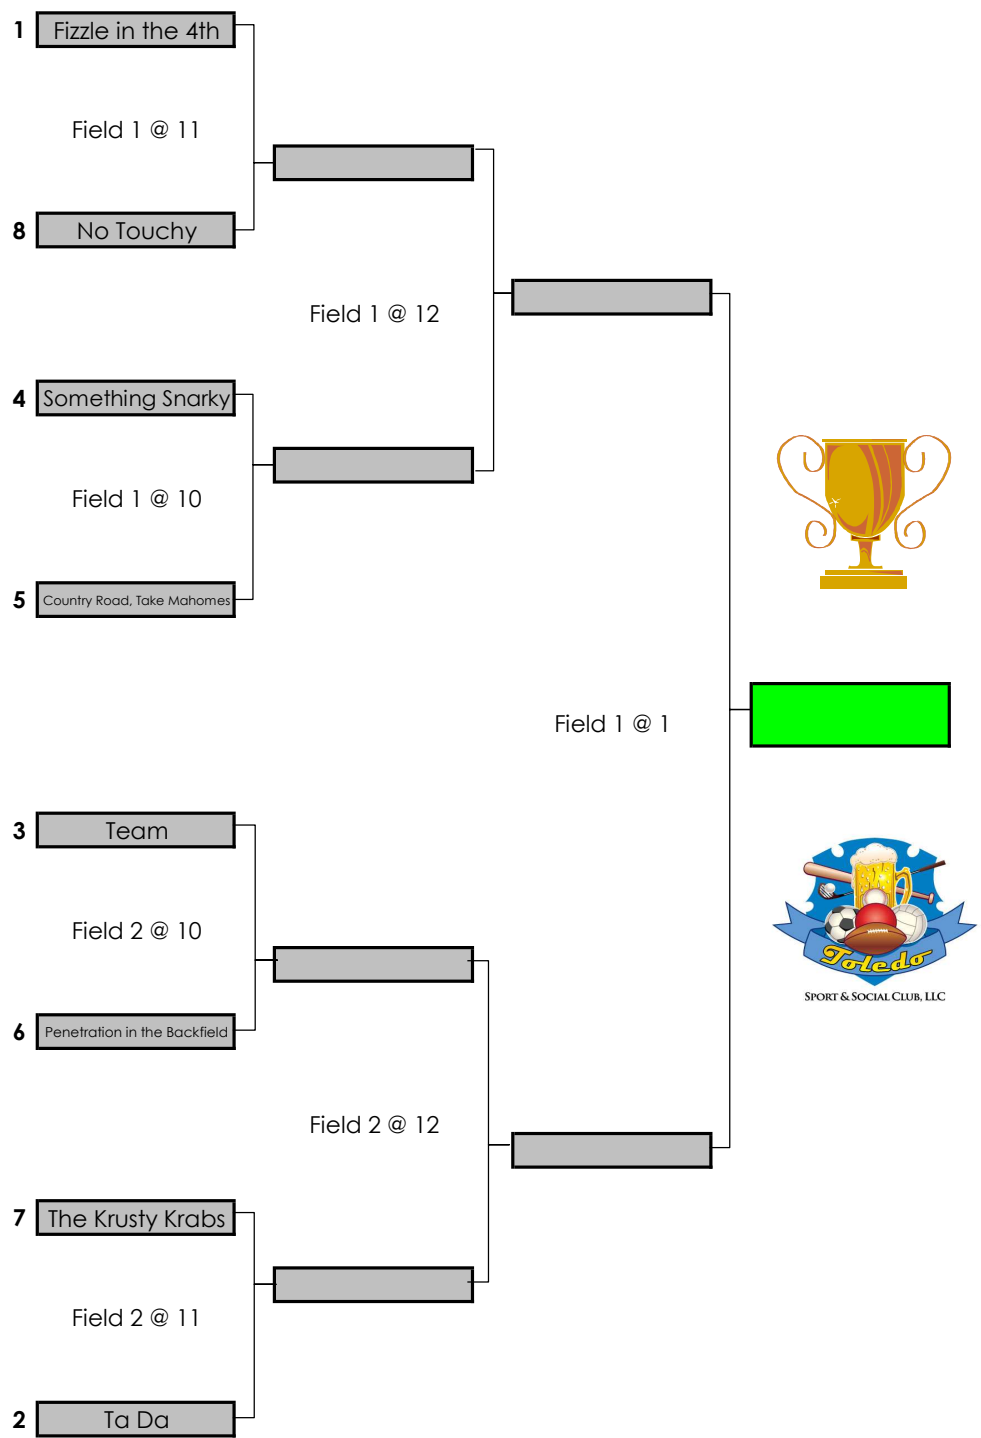 1 Fizzle in the 4th
Field 1 @ 11
8 No Touchy
Field 1 @ 12
4 Something Snarky
Field 1 @ 10
5 Country Road, Take Mahomes
Field 1 @ 1
3 Team
Field 2 @ 10
Toledo
SPORT & SOCIAL CLUB, LLC
6 Penetration in the Backfield
Field 2 @ 12
7 The Krusty Krabs
Field 2 @ 11
2 Ta Da